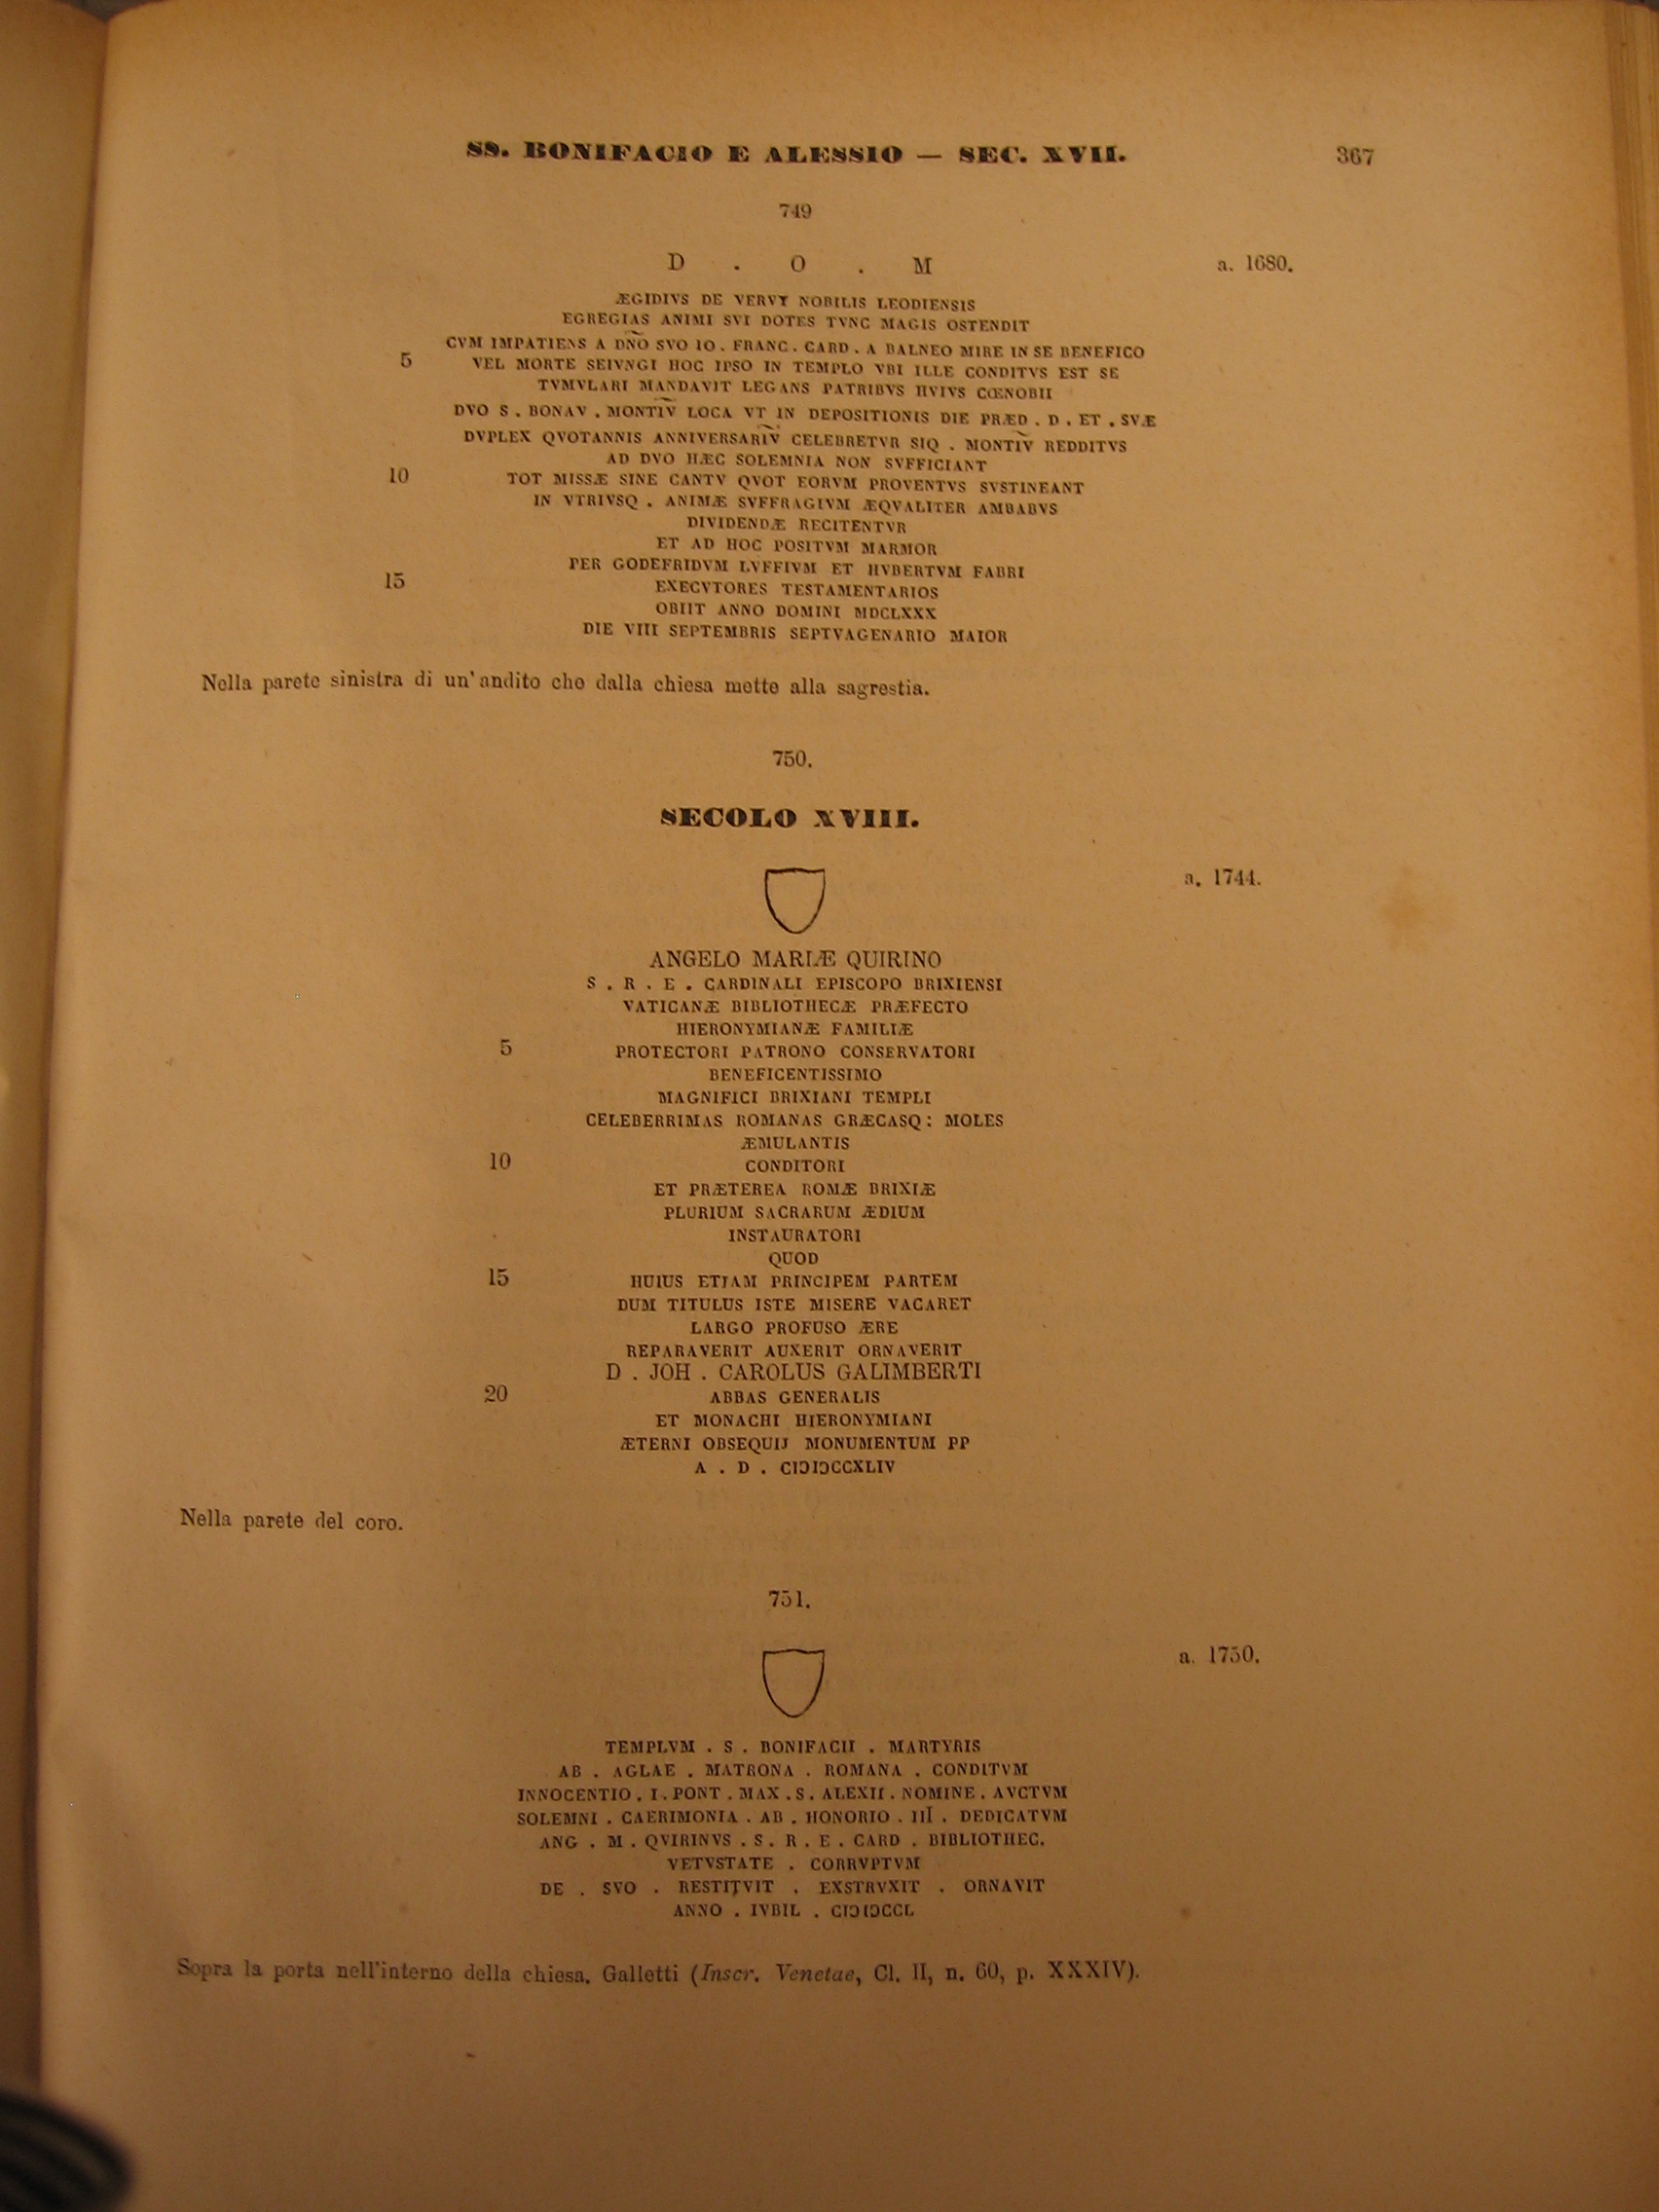 SS. BONIFACIO E ALESSIO — SEC. XVII. 367
749
D . O . M a. 1680.
ÆGIDIVS DE VERVT NOBILIS LEODIENSIS
EGREGIAS ANIMI SVI DOTES TVNC MAGIS OSTENDIT
CVM IMPATIENS A DÑO SVO IO . FRANC . CARD . A BALNEO MIRE IN SE BENEFICO
5 VEL MORTE SEIVNGI HOC IPSO IN TEMPLO VBI ILLE CONDITVS EST SE
TVMVLARI MANDAVIT LEGANS PATRIBVS HVIVS CŒNOBII
DVO S . BONAV . MONTIṼ LOCA VT IN DEPOSITIONIS DIE PRÆD . D . ET . SVÆ
DVPLEX QVOTANNIS ANNIVERSARIṼ CELEBRETVR SIQ . MONTIṼ REDDITVS
AD DVO HÆC SOLEMNIA NON SVFFICIANT
10 TOT MISSÆ SINE CANTV QVOT EORVM PROVENTVS SVSTINEANT
IN VTRIVSQ . ANIMÆ SVFFRAGIVM ÆQVALITER AMBABVS
DIVIDENDÆ RECITENTVR
ET AD HOC POSITVM MARMOR
PER GODEFRIDVM LVFFIVM ET HVBERTVM FABRI
15 EXECVTORES TESTAMENTARIOS
OBIIT ANNO DOMINI MDCLXXX
DIE VIII SEPTEMBRIS SEPTVAGENARIO MAIOR
Nella parete sinistra di un'andito che dalla chiesa mette alla sagrestia.
750.
SECOLO XVIII.
a. 1744.
ANGELO MARIÆ QUIRINO
S . R . E . CARDINALI EPISCOPO BRIXIENSI
VATICANÆ BIBLIOTHECÆ PRÆFECTO
HIERONYMIANÆ FAMILIÆ
5 PROTECTORI PATRONO CONSERVATORI
BENEFICENTISSIMO
MAGNIFICI BRIXIANI TEMPLI
CELEBERRIMAS ROMANAS GRÆCASQ: MOLES
ÆMULANTIS
10 CONDITORI
ET PRÆTEREA ROMÆ BRIXIÆ
PLURIUM SACRARUM ÆDIUM
INSTAURATORI
QUOD
15 HUIUS ETIAM PRINCIPEM PARTEM
DUM TITULUS ISTE MISERE VACARET
LARGO PROFUSO ÆRE
REPARAVERIT AUXERIT ORNAVERIT
D . JOH . CAROLUS GALIMBERTI
20 ABBAS GENERALIS
ET MONACHI HIERONYMIANI
ÆTERNI OBSEQUIJ MONUMENTUM PP
A . D . CIƆIƆCCXLIV
Nella parete del coro.
751.
a. 1750.
TEMPLVM . S . BONIFACII . MARTYRIS
AB . AGLAE . MATRONA . ROMANA . CONDITVM
INNOCENTIO . I . PONT . MAX . S . ALEXII . NOMINE . AVCTVM
SOLEMNI . CAERIMONIA . AB . HONORIO . III . DEDICATVM
ANG . M . QVIRINVS . S . R . E . CARD . BIBLIOTHEC.
VETVSTATE . CORRVPTVM
DE . SVO . RESTITVIT . EXSTRVXIT . ORNAVIT
ANNO . IVBIL . CIƆIƆCCL
Sopra la porta nell'interno della chiesa. Galletti (Inscr. Venetae, Cl. II, n. 60, p. XXXIV).